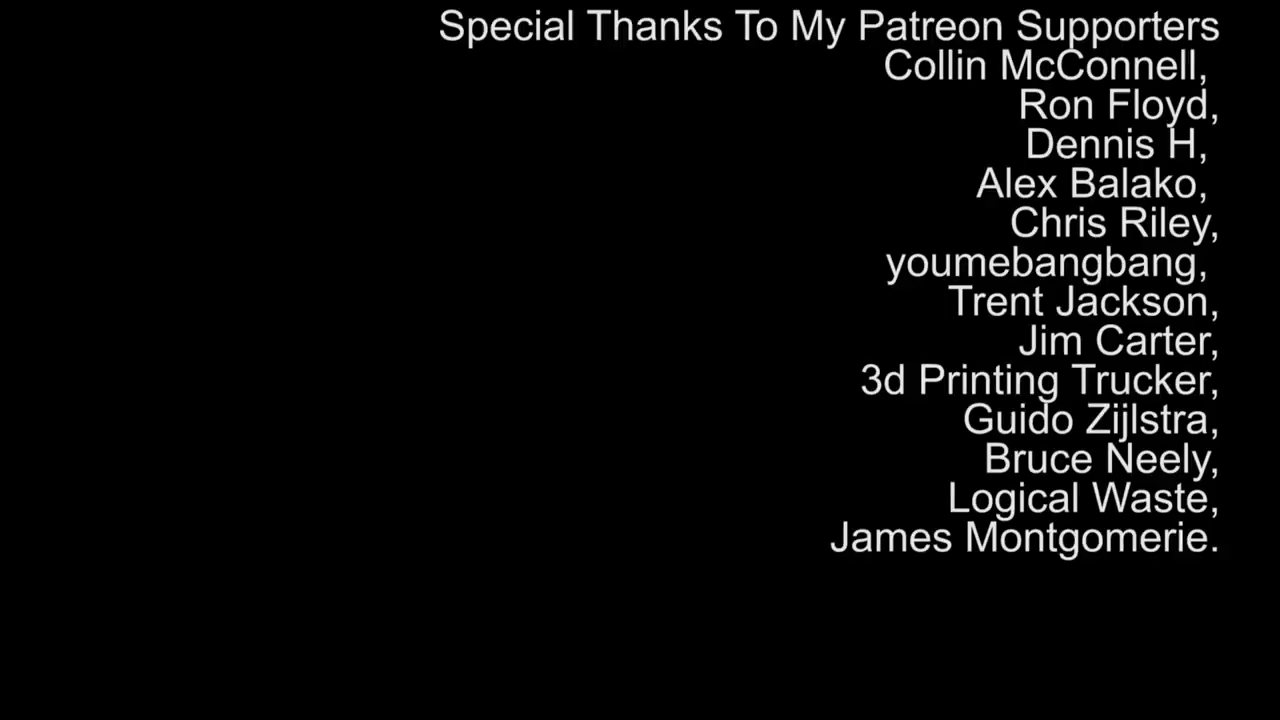 Special Thanks To My Patreon Supporters
Collin McConnell,
Ron Floyd,
Dennis H,
Alex Balako,
Chris Riley,
youmebangbang,
Trent Jackson,
Jim Carter,
3d Printing Trucker,
Guido Zijlstra,
Bruce Neely,
Logical Waste,
James Montgomerie.